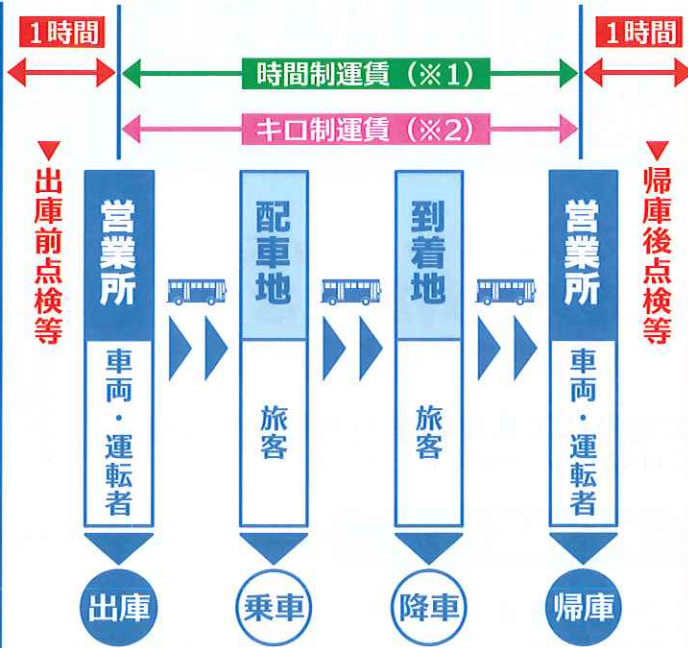 1時間
1時間
時間制運賃（※1）
キロ制運賃（※2）
出庫前点検等
営業所
配車地
到着地
営業所
帰庫後点検等
車両・運転者
旅客
旅客
車両・運転者
出庫
乗車
降車
帰庫